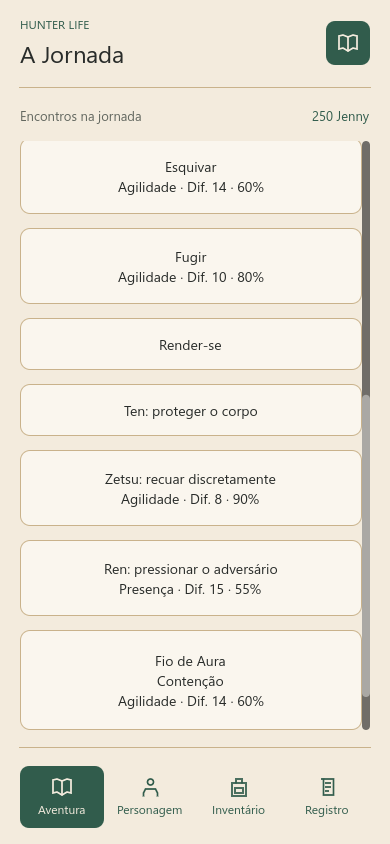 HUNTER LIFE
A Jornada
Encontros na jornada
250 Jenny
Esquivar
Agilidade · Dif. 14 · 60%
Fugir
Agilidade · Dif. 10 · 80%
Render-se
Ten: proteger o corpo
Zetsu: recuar discretamente
Agilidade · Dif. 8 · 90%
Ren: pressionar o adversário
Presença · Dif. 15 · 55%
Fio de Aura
Contenção
Agilidade · Dif. 14 · 60%
Aventura
Personagem
Inventário
Registro